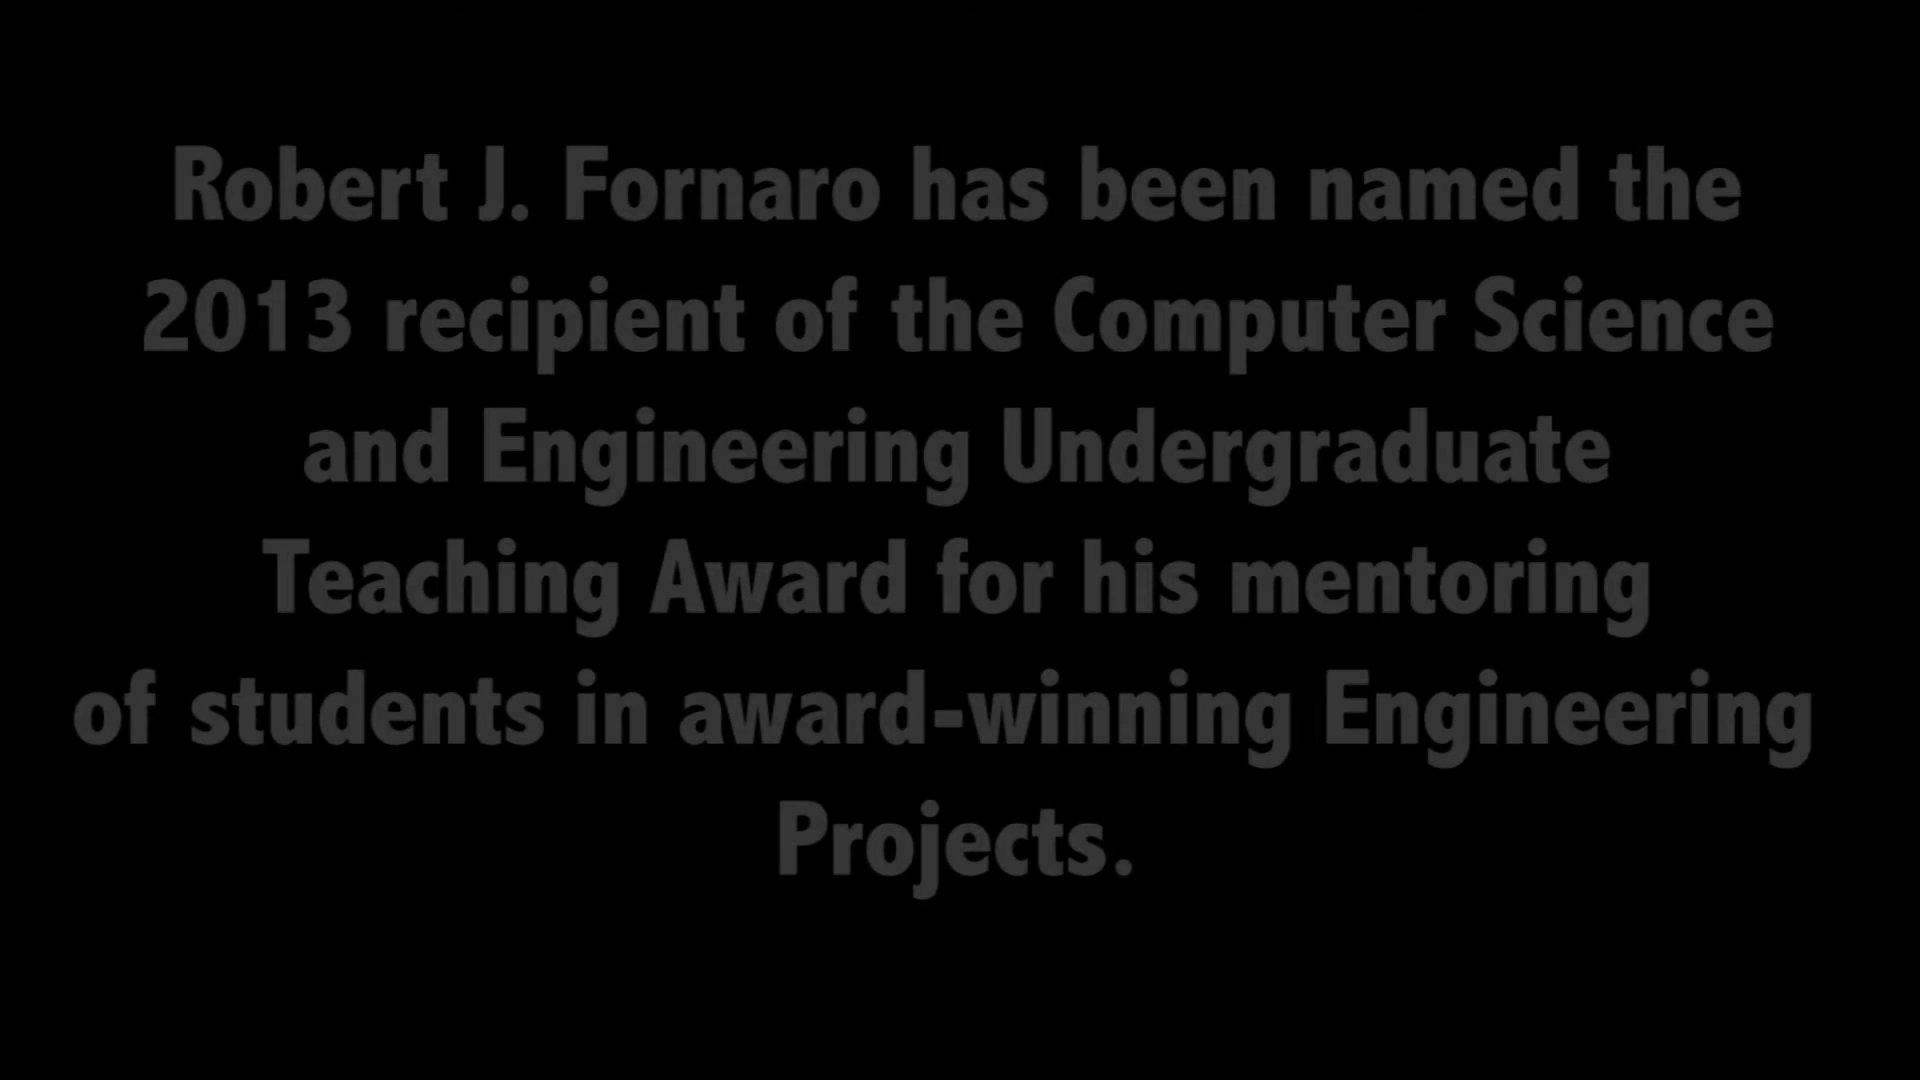 Robert J. Fornaro has been named the
2013 recipient of the Computer Science
and Engineering Undergraduate
Teaching Award for his mentoring
of students in award-winning Engineering
Projects.